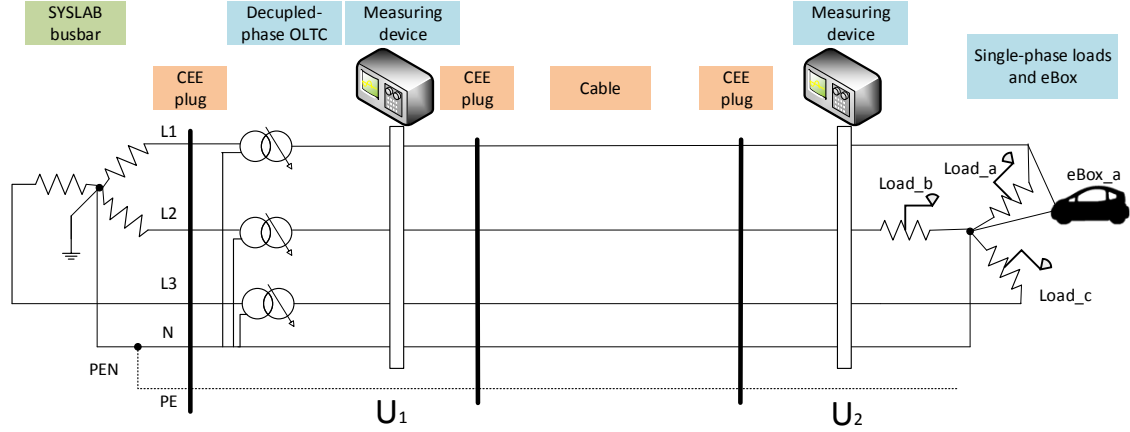 SYSLAB
busbar
Decupled-
phase OLTC
Measuring
device
Measuring
device
Single-phase loads
and eBox
CEE
plug
CEE
plug
Cable
CEE
plug
L1
L2
L3
N
PEN
PE
Load_a
Load_b
Load_c
eBox_a
U1
U2